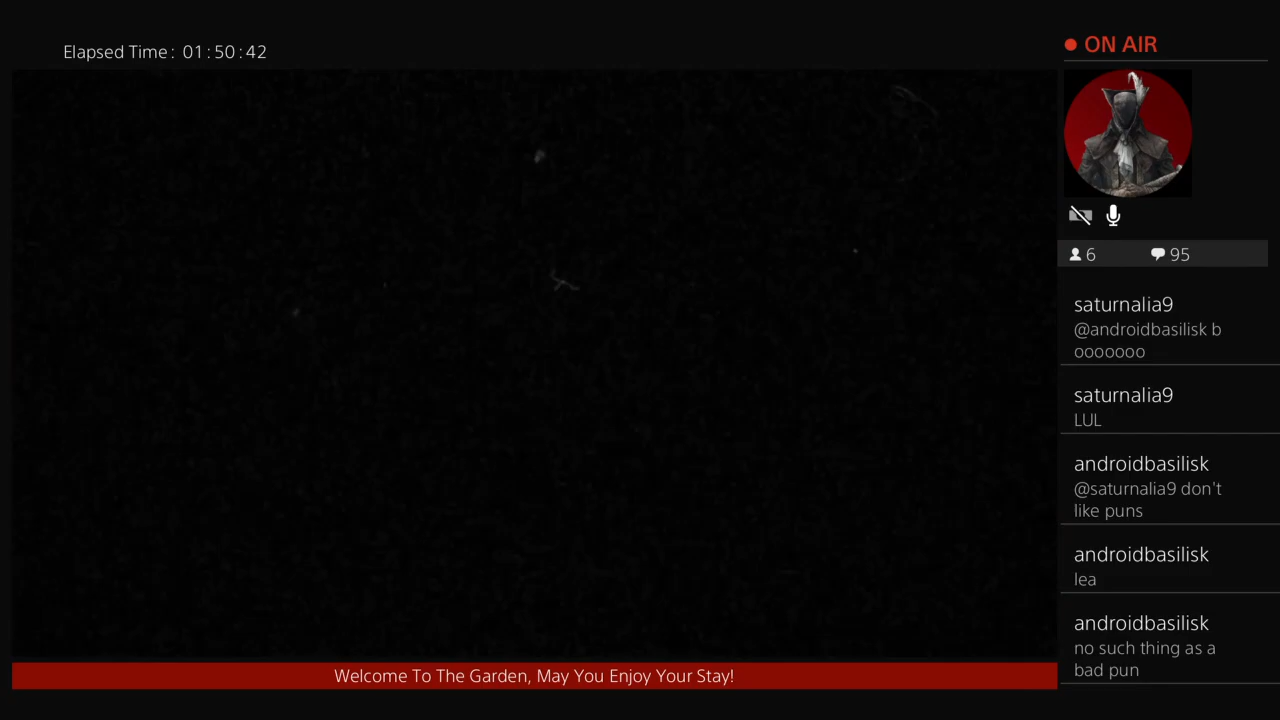 Elapsed Time: 01:50:42
ON AIR
6 95
saturnalia9
@androidbasilisk b
ooooooo
saturnalia9
LUL
androidbasilisk
@saturnalia9 don't
like puns
androidbasilisk
lea
androidbasilisk
no such thing as a
bad pun
Welcome To The Garden, May You Enjoy Your Stay!